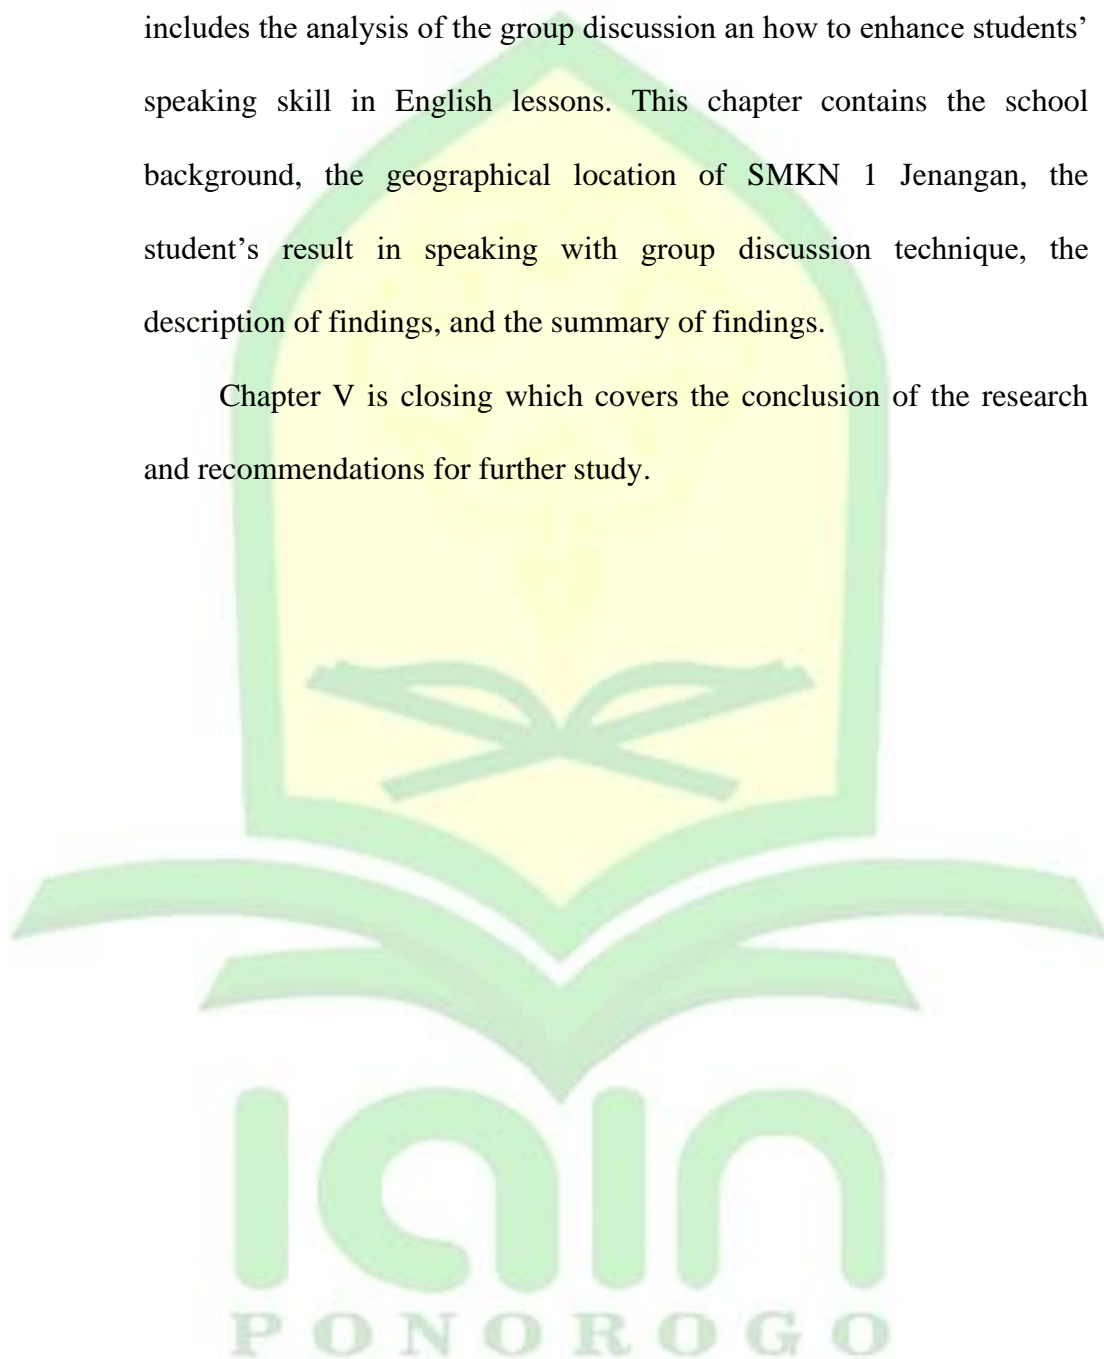 includes the analysis of the group discussion an how to enhance students’
speaking skill in English lessons. This chapter contains the school
background, the geographical location of SMKN 1 Jenangan, the
student’s result in speaking with group discussion technique, the
description of findings, and the summary of findings.
Chapter V is closing which covers the conclusion of the research
and recommendations for further study.
iain
PONOROGO